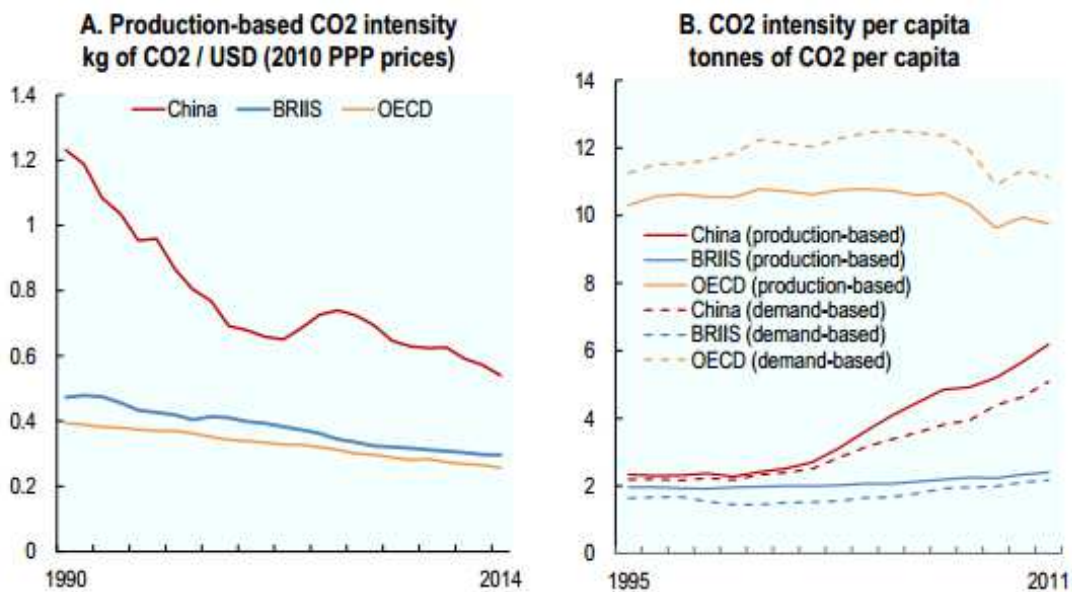 A. Production-based CO2 intensity
kg of CO2 / USD (2010 PPP prices)
China BRIIS OECD
1.4
1.2
1
0.8
0.6
0.4
0.2
0
1990 2014
B. CO2 intensity per capita
tonnes of CO2 per capita
14
12
10
8
6
4
2
0
China (production-based)
BRIIS (production-based)
OECD (production-based)
China (demand-based)
BRIIS (demand-based)
OECD (demand-based)
1995 2011